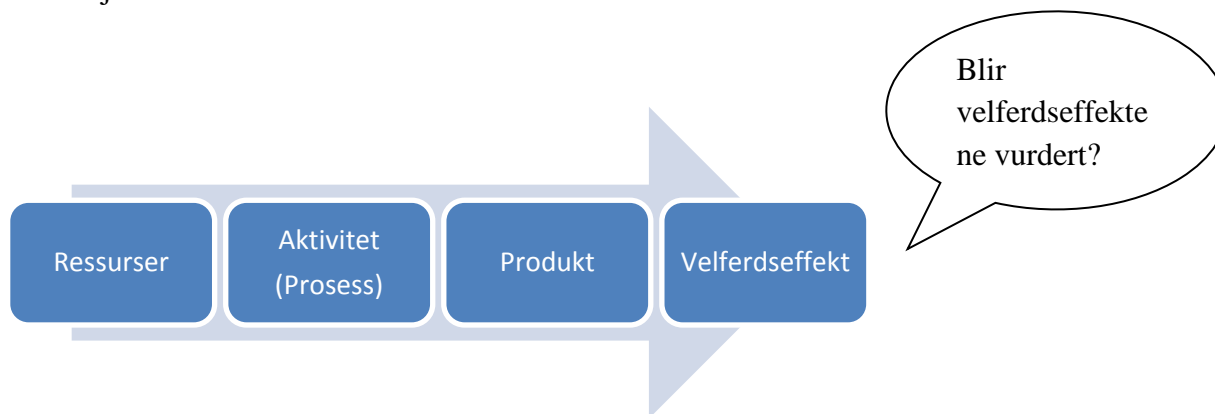 Blir
velferdseffekte
ne vurdert?
Ressurser
Aktivitet
(Prosess)
Produkt
Velferdseffekt